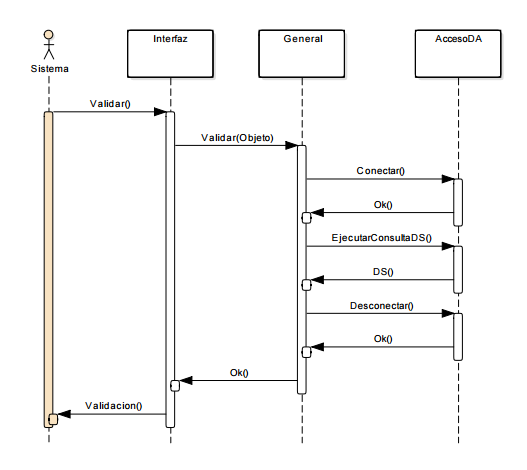 Interfaz
General
AccesoDA
Sistema
Validar()
Validar(Objeto)
Conectar()
Ok()
EjecutarConsultaDS()
DS()
Desconectar()
Ok()
Ok()
Validacion()